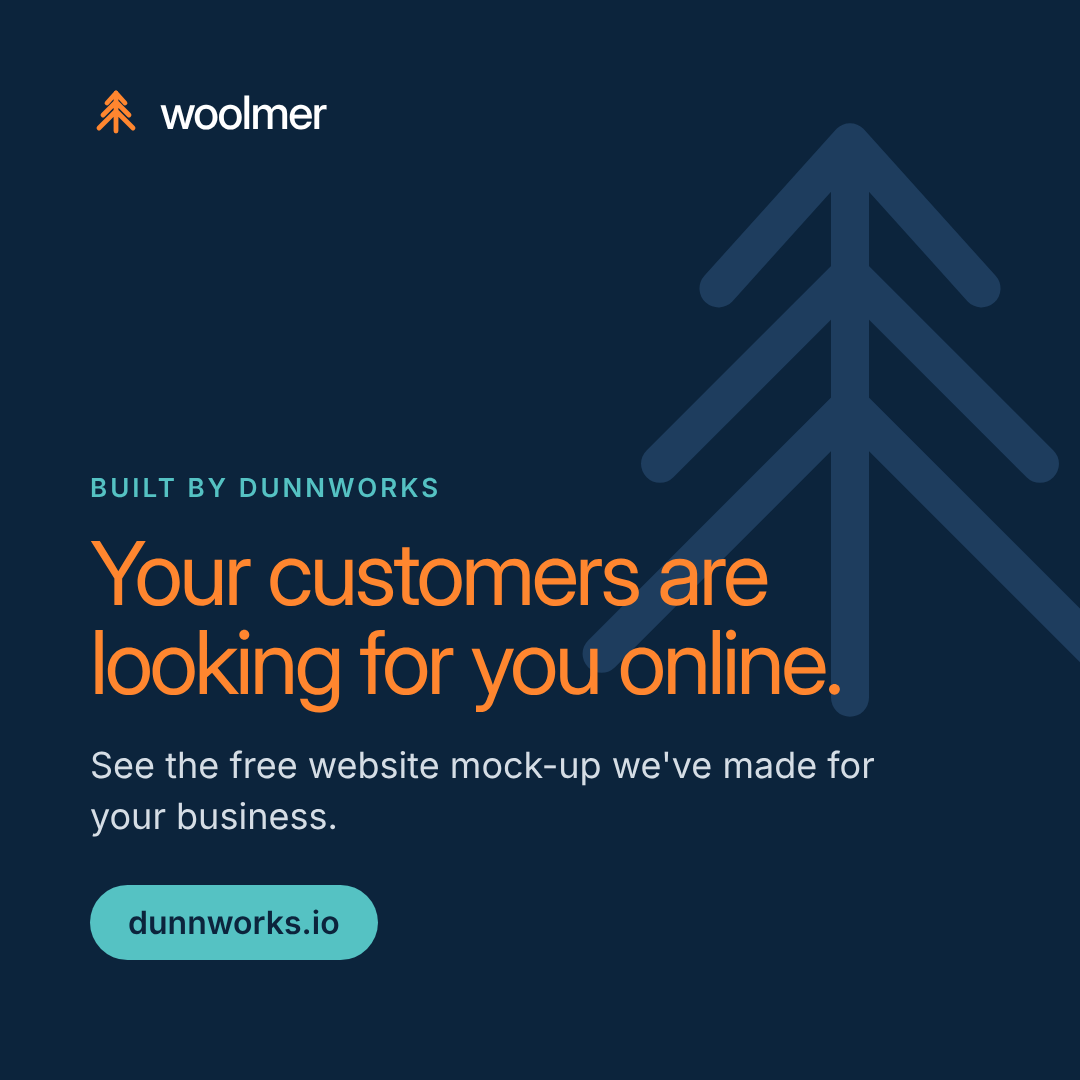 woolmer
BUILT BY DUNNWORKS
Your customers are
looking for you online.
See the free website mock-up we've made for
your business.
dunnworks.io